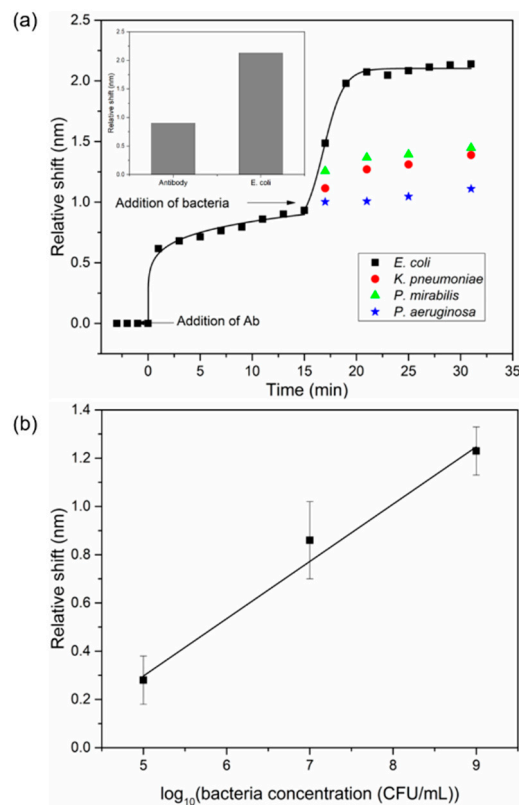 (a)
Relative shift (nm)
2.5
2.0
1.5
1.0
0.5
0.0
Relative shift (nm)
2.5
2.0
1.5
1.0
0.5
0.0
Antibody
E. coli
Addition of bacteria
Addition of Ab
E. coli
K. pneumoniae
P. mirabilis
P. aeruginosa
0 5 10 15 20 25 30 35
Time (min)
(b)
Relative shift (nm)
1.4
1.2
1.0
0.8
0.6
0.4
0.2
0.0
5 6 7 8 9
log10(bacteria concentration (CFU/mL))